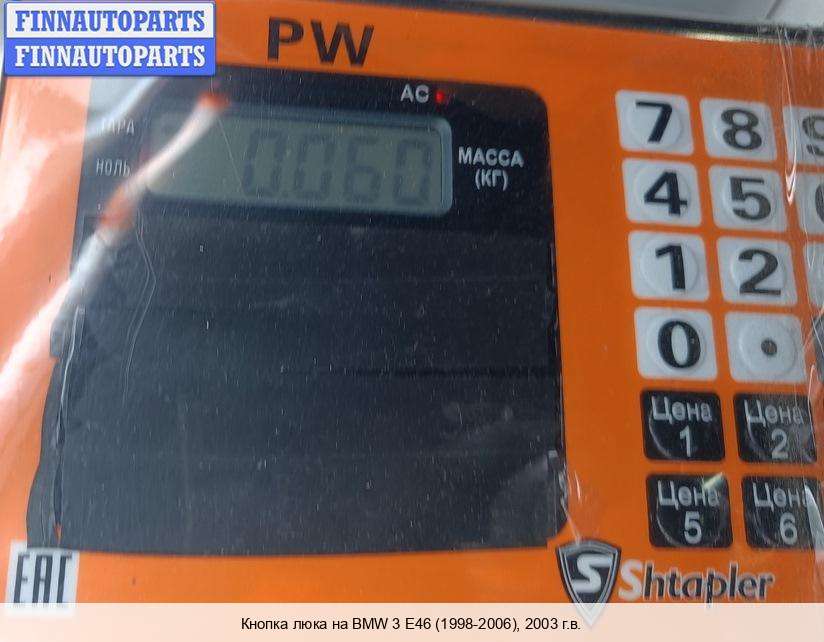 FINNAUTOPARTS
FINNAUTOPARTS
PW
AC
ТАРА
НОЛЬ
0.060
МАССА
(КГ)
7 8 9
4 5
1 2
0 .
Цена 1
Цена 2
Цена 5
Цена 6
EAC
S Shtapler
Кнопка люка на BMW 3 E46 (1998-2006), 2003 г.в.